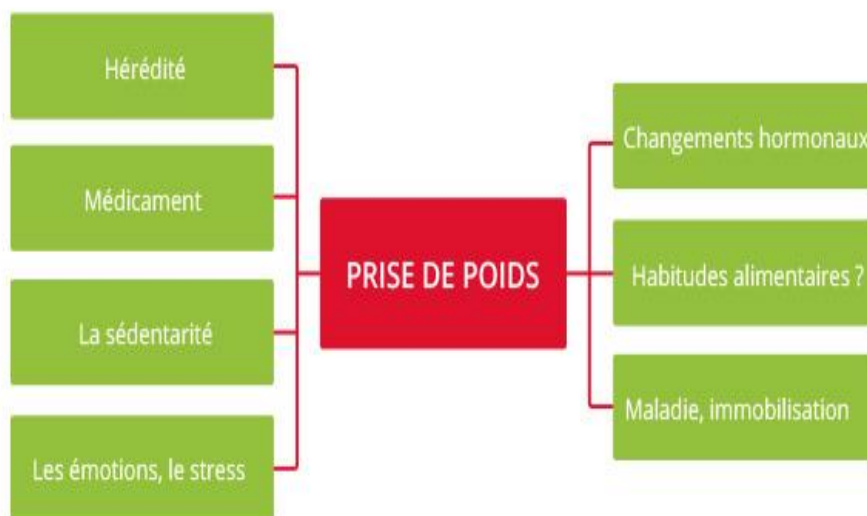 Hérédité
Médicament
La sédentarité
Les émotions, le stress
PRISE DE POIDS
Changements hormonaux
Habitudes alimentaires ?
Maladie, immobilisation